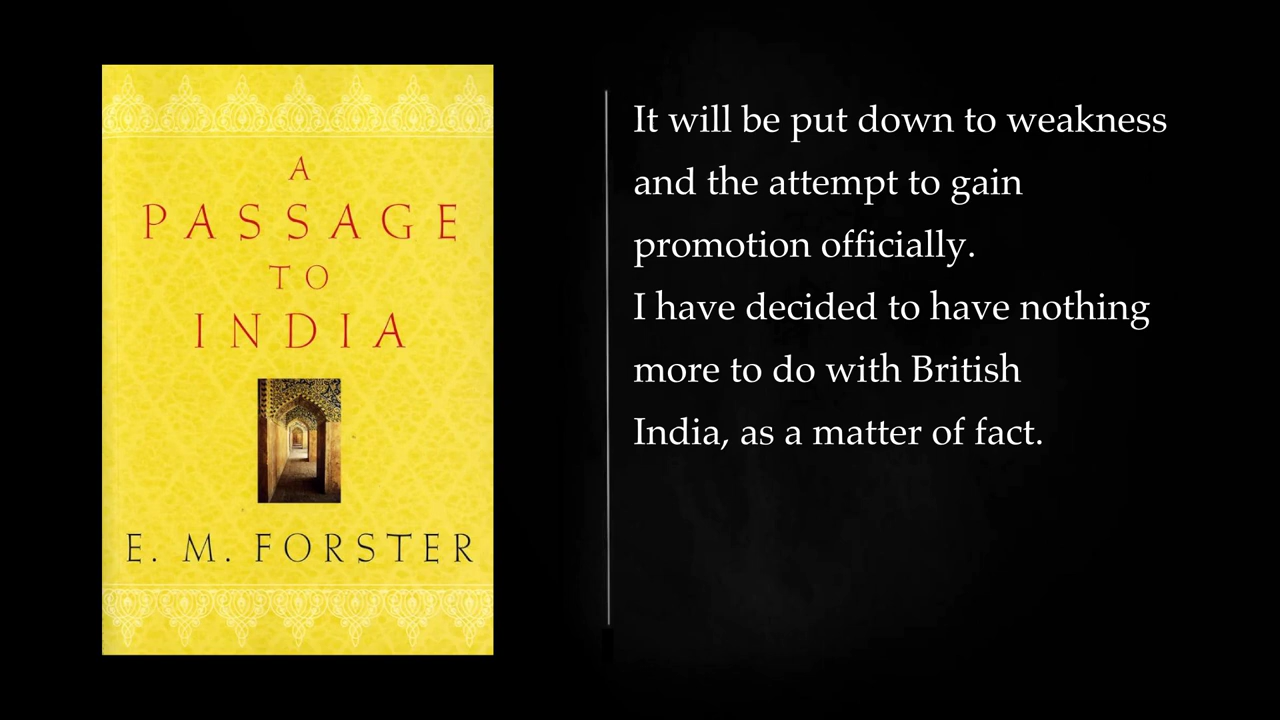 A
PASSAGE
TO
INDIA
E. M. FORSTER
It will be put down to weakness
and the attempt to gain
promotion officially.
I have decided to have nothing
more to do with British
India, as a matter of fact.